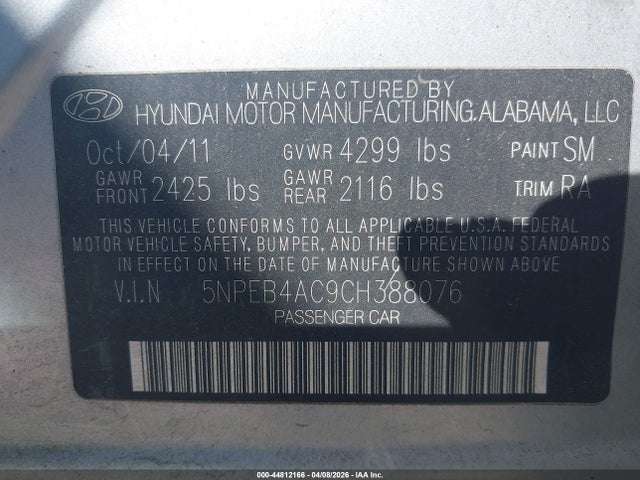 MANUFACTURED BY
HYUNDAI MOTOR MANUFACTURING.ALABAMA, LLC
Oct/04/11 GVWR 4299 lbs PAINT SM
GAWR FRONT 2425 lbs GAWR REAR 2116 lbs TRIM RA
THIS VEHICLE CONFORMS TO ALL APPLICABLE U.S.A. FEDERAL
MOTOR VEHICLE SAFETY, BUMPER, AND THEFT PREVENTION STANDARDS
IN EFFECT ON THE DATE OF MANUFACTURE SHOWN ABOVE.
V.I.N 5NPEB4AC9CH388076
PASSENGER CAR
000-44812166 - 04/08/2026 - IAA Inc.